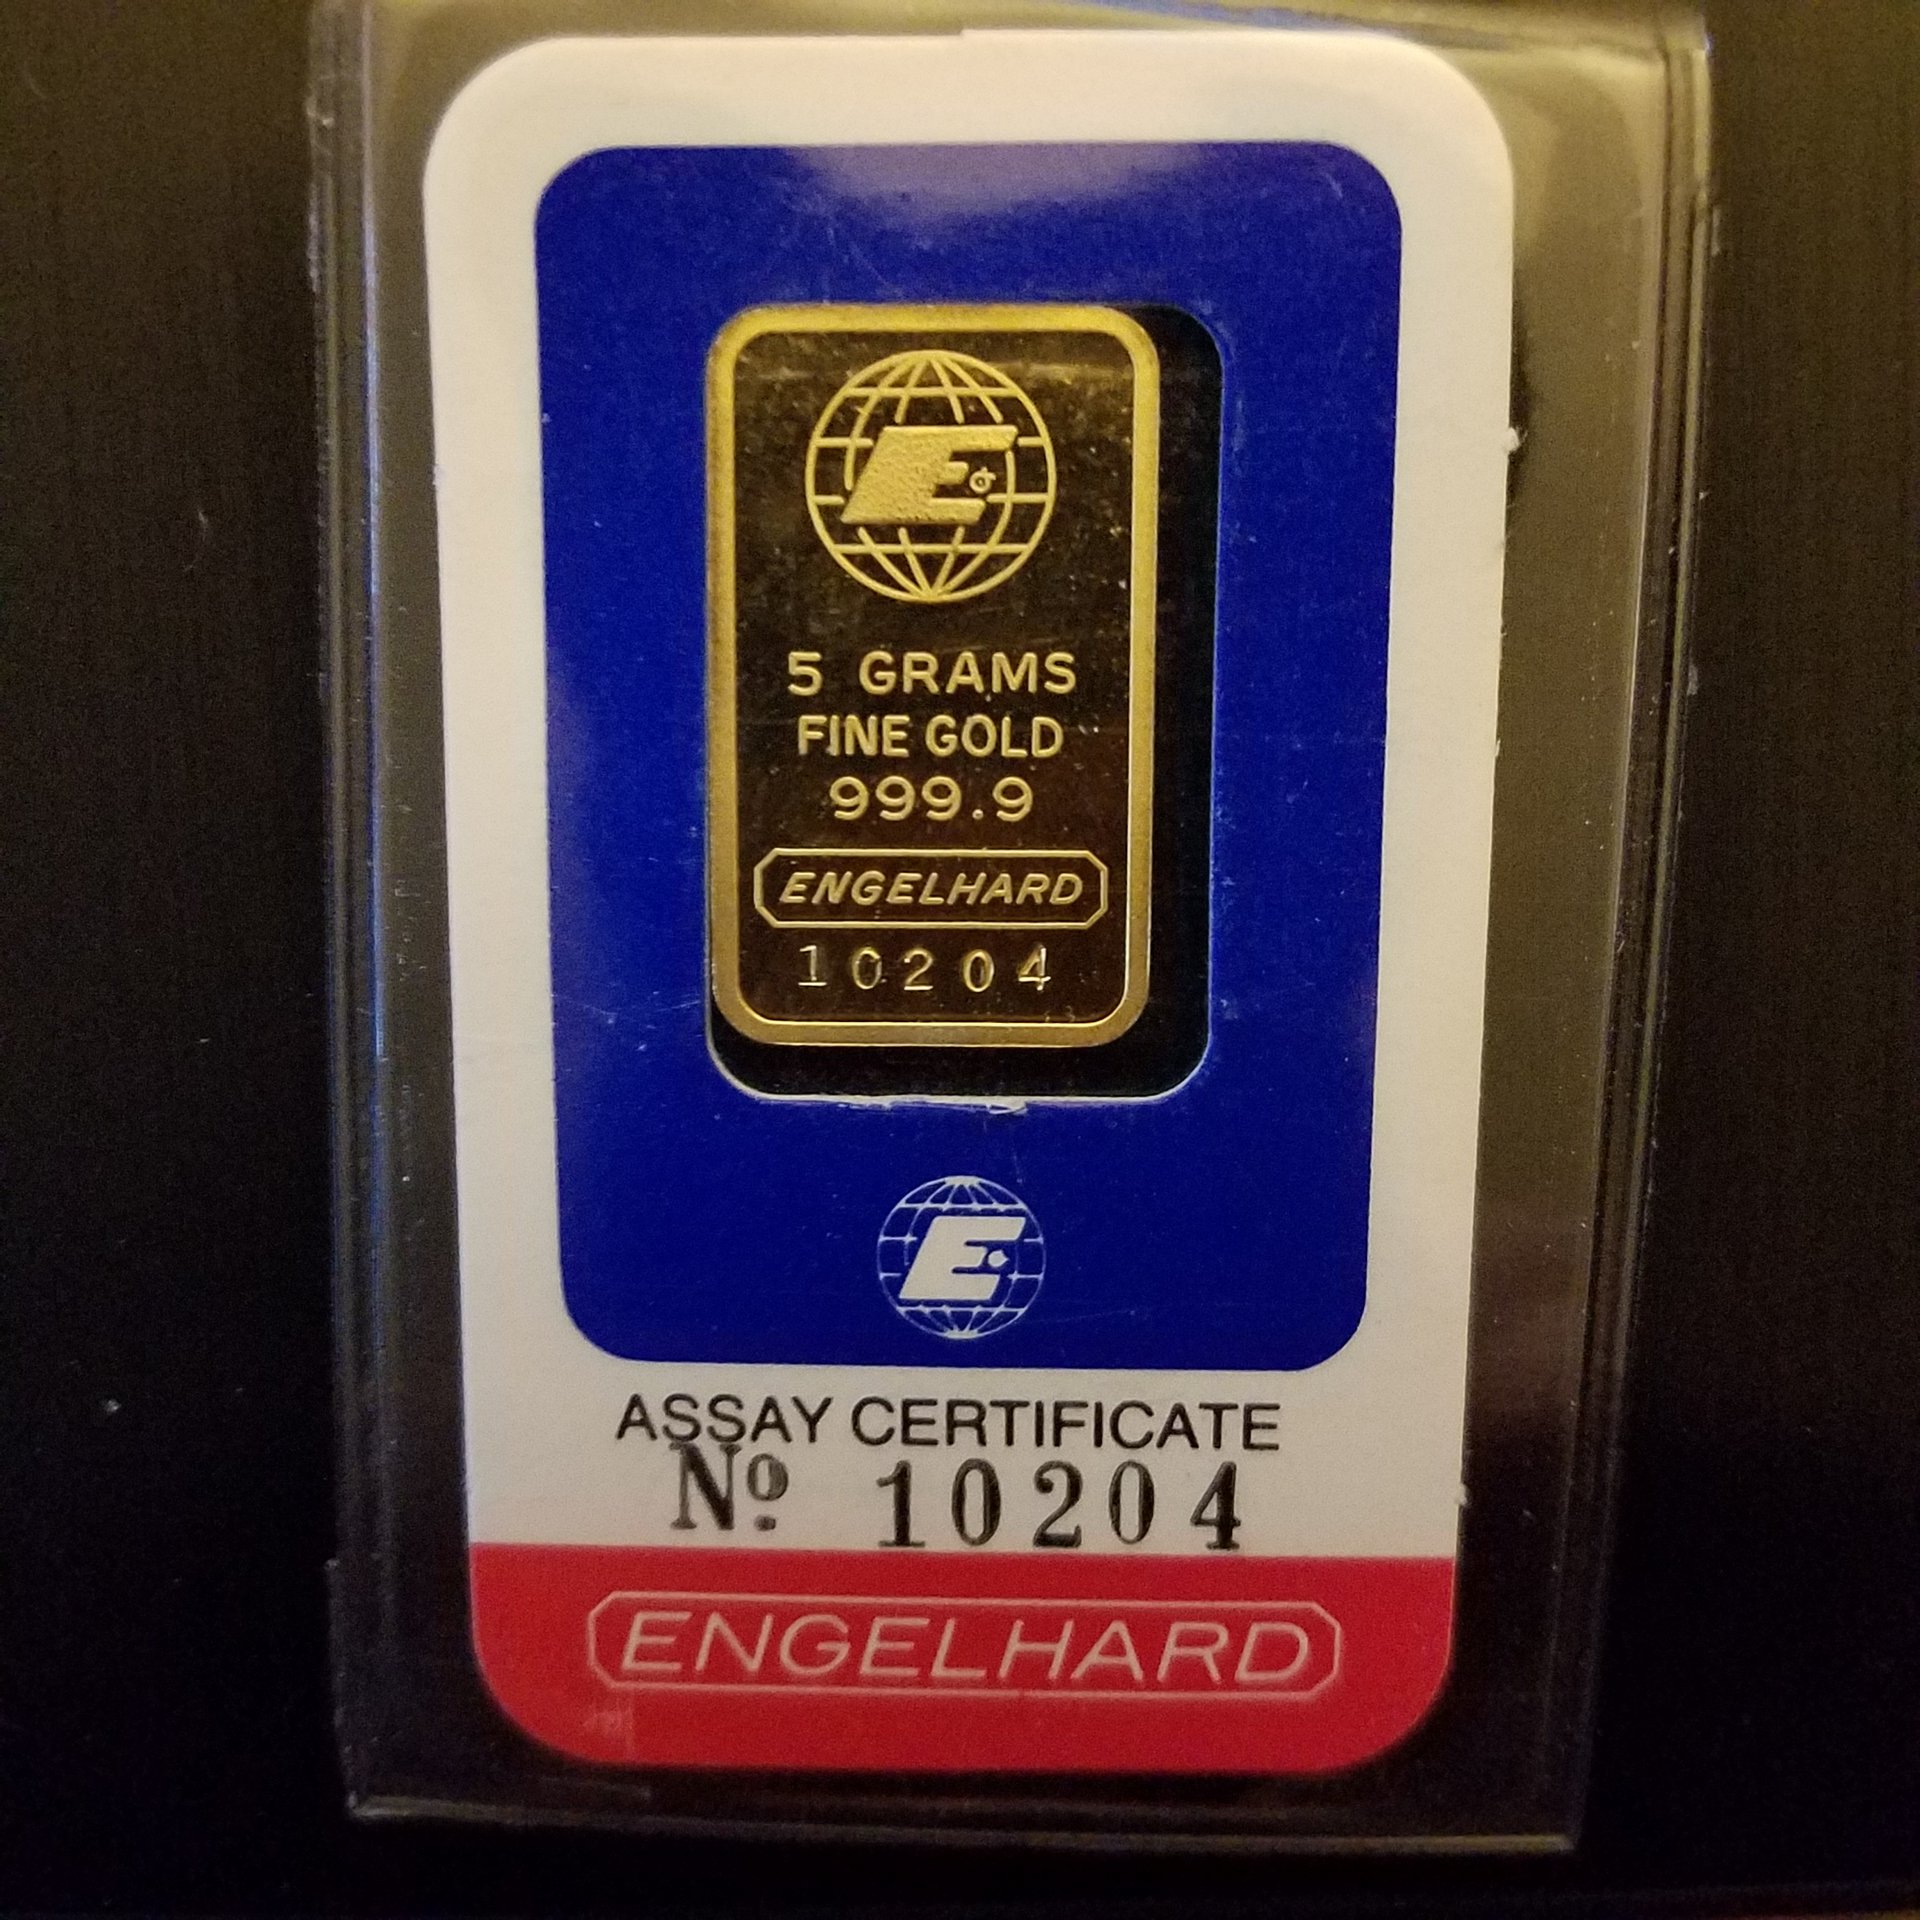 E
5 GRAMS
FINE GOLD
999.9
ENGELHARD
10204
E
ASSAY CERTIFICATE
No. 10204
ENGELHARD